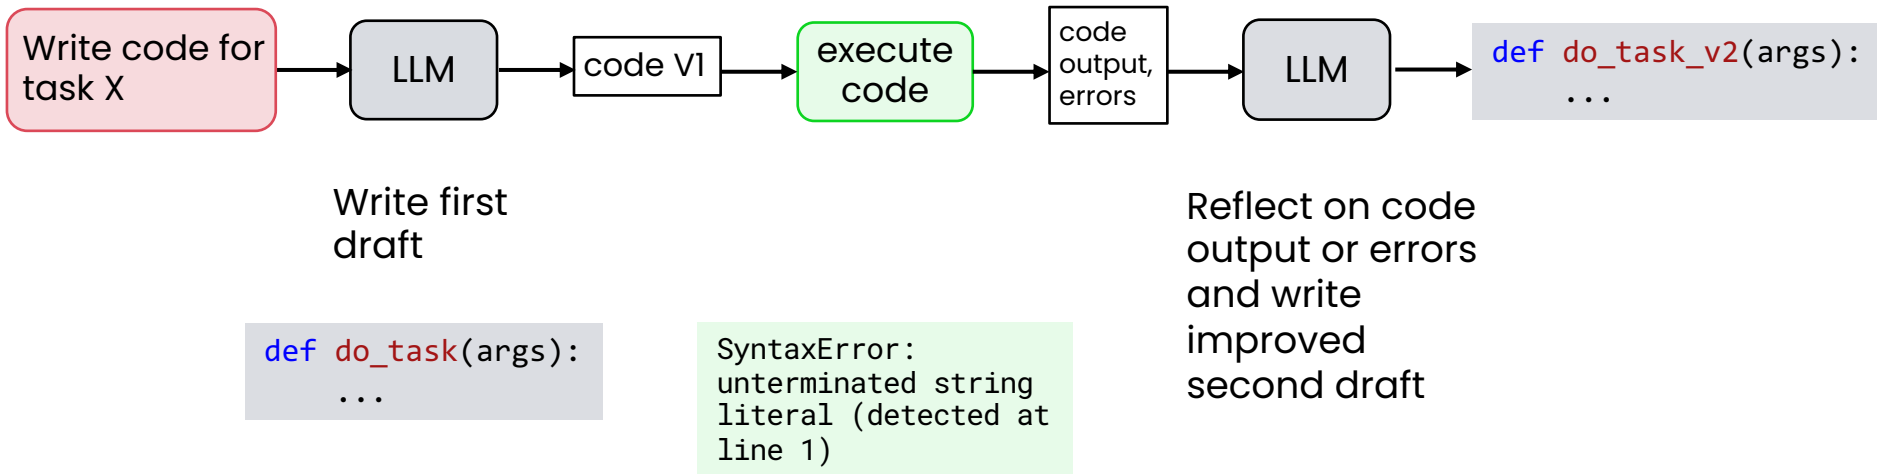 Write code for
task X
LLM
code V1
execute
code
code
output,
errors
LLM
def do_task_v2(args):
    ...
Write first
draft
def do_task(args):
    ...
SyntaxError:
unterminated string
literal (detected at
line 1)
Reflect on code
output or errors
and write
improved
second draft